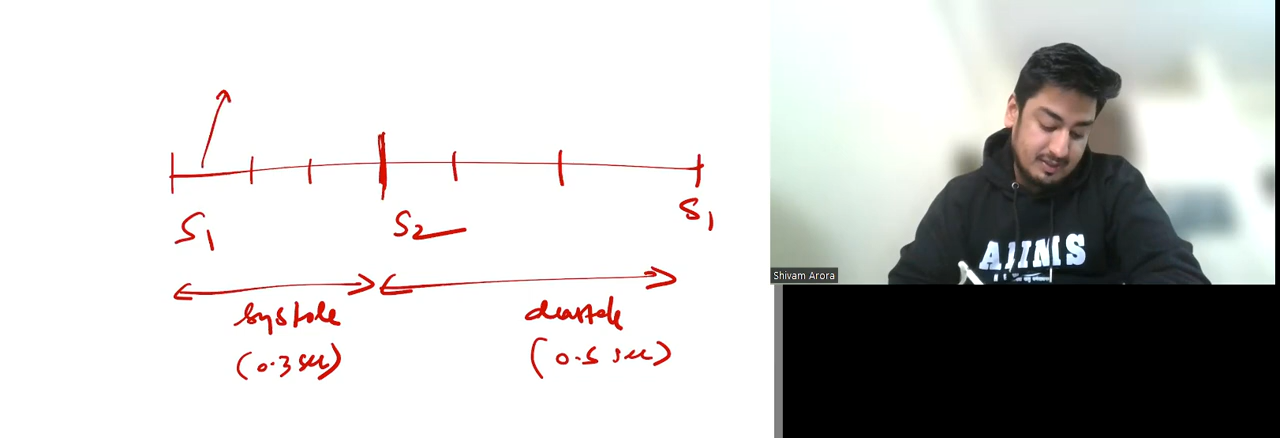 S1
S2
S1
systole
diastole
(0.3 sec)
(0.5 sec)
AIIMS
Shivam Arora